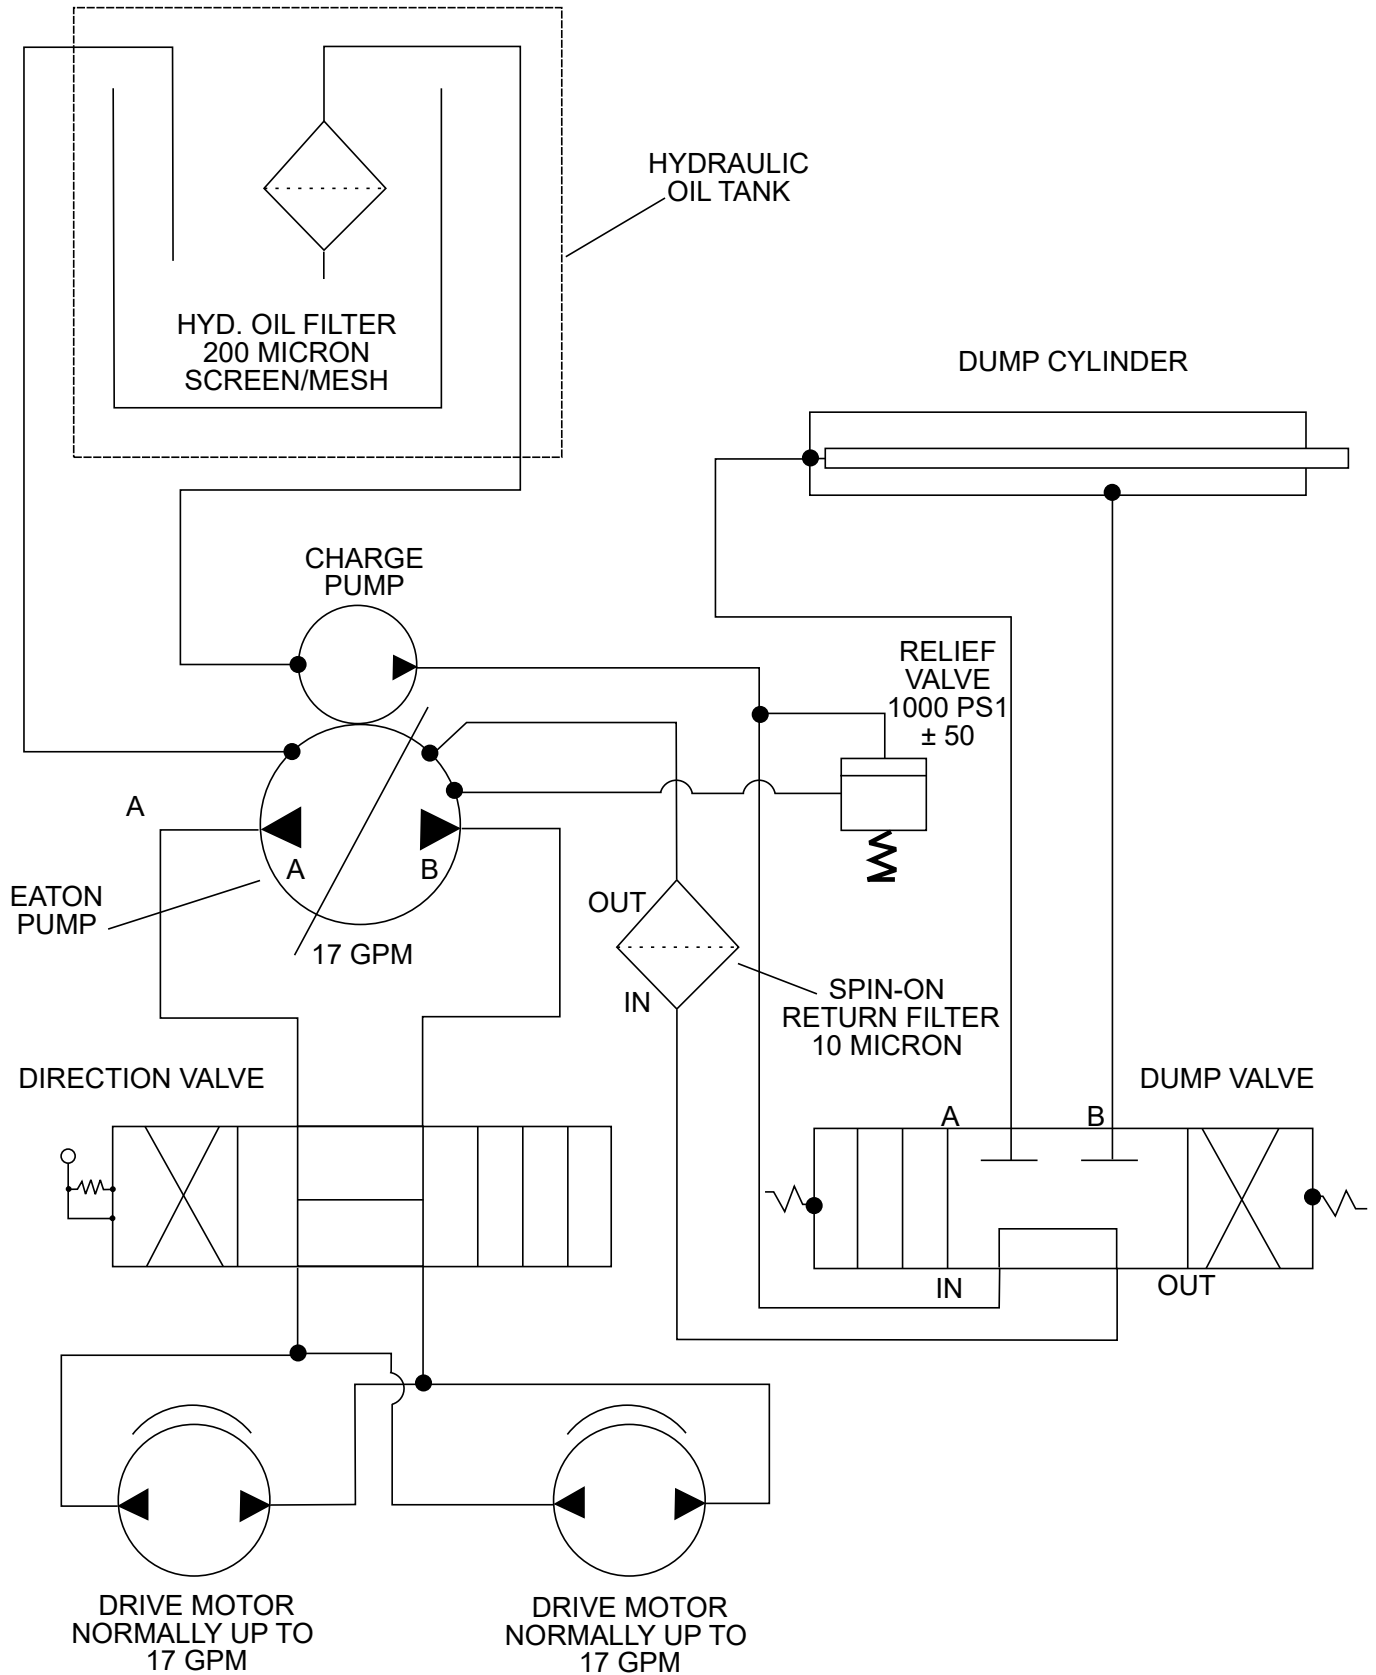 HYDRAULIC
OIL TANK
HYD. OIL FILTER
200 MICRON
SCREEN/MESH
DUMP CYLINDER
CHARGE
PUMP
RELIEF
VALVE
1000 PS1
± 50
A
A
B
EATON
PUMP
17 GPM
OUT
IN
SPIN-ON
RETURN FILTER
10 MICRON
DIRECTION VALVE
DUMP VALVE
A
B
IN
OUT
DRIVE MOTOR
NORMALLY UP TO
17 GPM
DRIVE MOTOR
NORMALLY UP TO
17 GPM